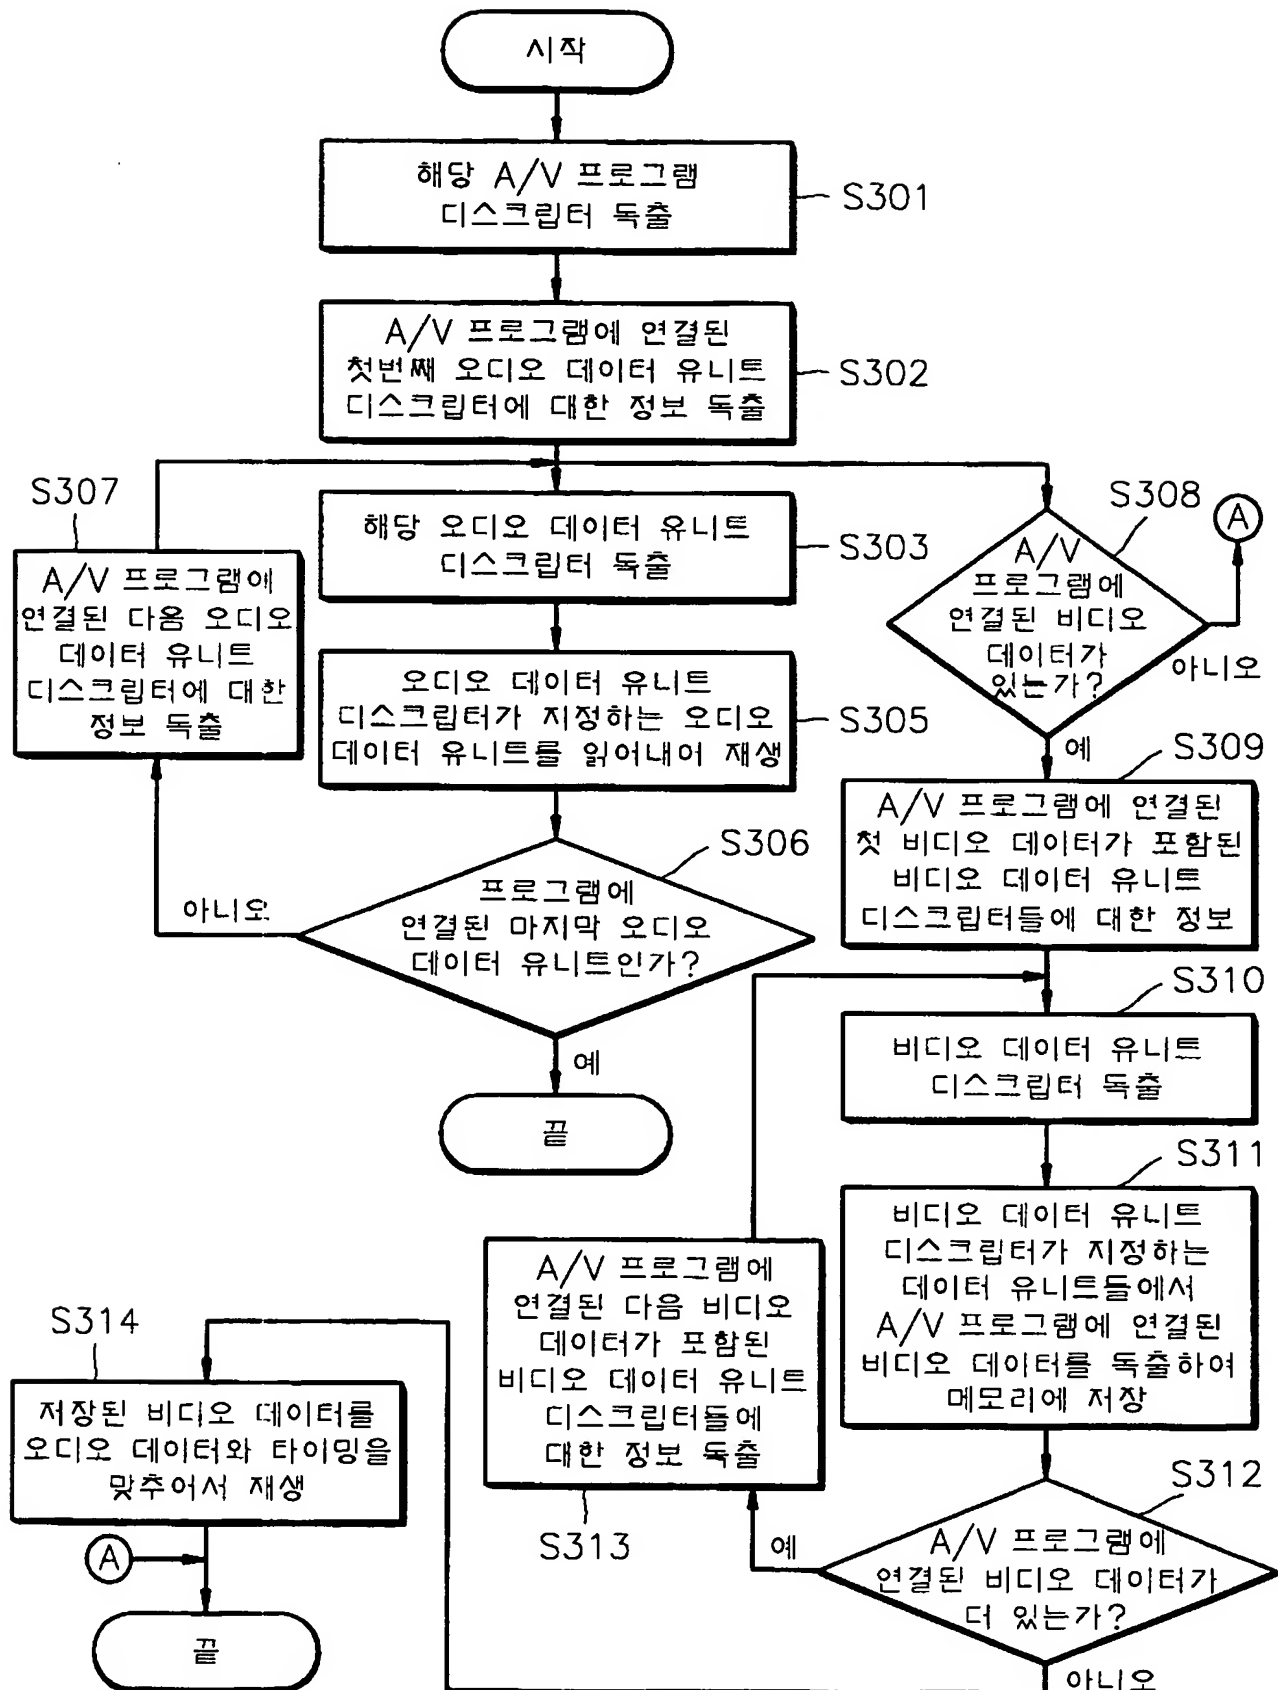 시작
해당 A/V 프로그램
디스크립터 독출
S301
A/V 프로그램에 연결된
첫번째 오디오 데이터 유니트
디스크립터에 대한 정보 독출
S302
S307
A/V 프로그램에
연결된 다음 오디오
데이터 유니트
디스크립터에 대한
정보 독출
해당 오디오 데이터 유니트
디스크립터 독출
S303
S308
A
A/V
프로그램에
연결된 비디오
데이터가
있는가?
아니오
예
오디오 데이터 유니트
디스크립터가 지정하는 오디오
데이터 유니트를 읽어내어 재생
S305
S306
프로그램에
연결된 마지막 오디오
데이터 유니트인가?
아니오
예
끝
S309
A/V 프로그램에 연결된
첫 비디오 데이터가 포함된
비디오 데이터 유니트
디스크립터들에 대한 정보
S310
비디오 데이터 유니트
디스크립터 독출
S311
비디오 데이터 유니트
디스크립터가 지정하는
데이터 유니트들에서
A/V 프로그램에 연결된
비디오 데이터를 독출하여
메모리에 저장
S312
A/V 프로그램에
연결된 비디오 데이터가
더 있는가?
예
아니오
A/V 프로그램에
연결된 다음 비디오
데이터가 포함된
비디오 데이터 유니트
디스크립터들에
대한 정보 독출
S313
S314
저장된 비디오 데이터를
오디오 데이터와 타이밍을
맞추어서 재생
A
끝